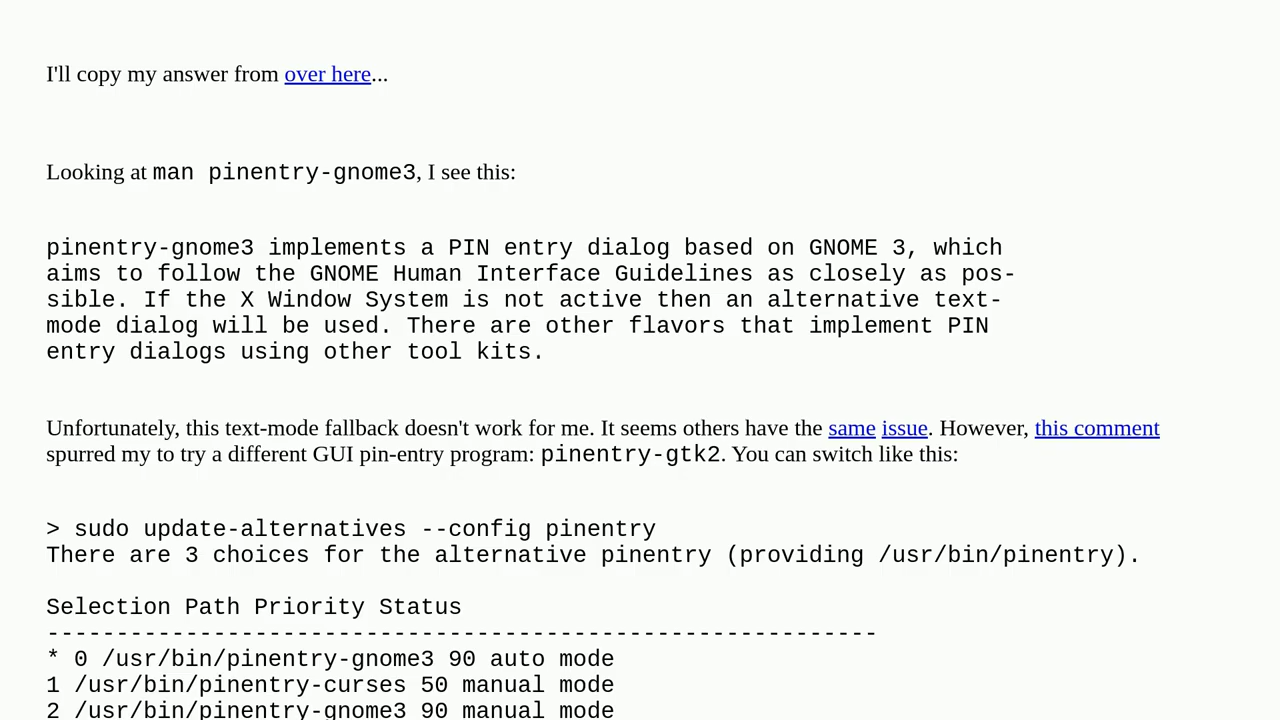 I'll copy my answer from over here...
Looking at man pinentry-gnome3, I see this:
pinentry-gnome3 implements a PIN entry dialog based on GNOME 3, which
aims to follow the GNOME Human Interface Guidelines as closely as pos-
sible. If the X Window System is not active then an alternative text-
mode dialog will be used. There are other flavors that implement PIN
entry dialogs using other tool kits.
Unfortunately, this text-mode fallback doesn't work for me. It seems others have the same issue. However, this comment
spurred my to try a different GUI pin-entry program: pinentry-gtk2. You can switch like this:
> sudo update-alternatives --config pinentry
There are 3 choices for the alternative pinentry (providing /usr/bin/pinentry).
Selection Path Priority Status
------------------------------------------------------------
* 0 /usr/bin/pinentry-gnome3 90 auto mode
1 /usr/bin/pinentry-curses 50 manual mode
2 /usr/bin/pinentry-gnome3 90 manual mode